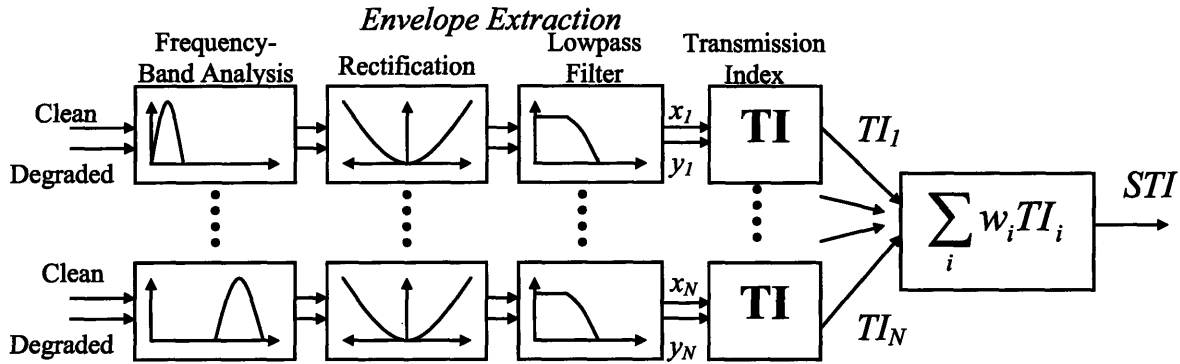 Envelope Extraction
Frequency-
Band Analysis
Rectification
Lowpass
Filter
Transmission
Index
Clean
Degraded
x1
y1
TI
TI1
Clean
Degraded
xN
yN
TI
TIN
∑ wiTIi
i
STI